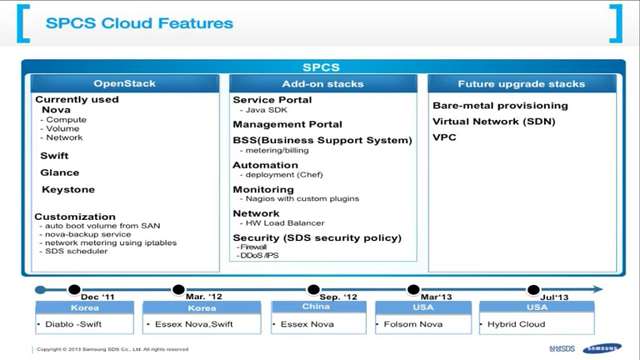 SPCS Cloud Features
SPCS
OpenStack
Currently used
Nova
- Compute
- Volume
- Network
Swift
Glance
Keystone
Customization
- auto boot volume from SAN
- nova-backup service
- network metering using iptables
- SDS scheduler
Add-on stacks
Service Portal
- Java SDK
Management Portal
BSS(Business Support System)
- metering/billing
Automation
- deployment (Chef)
Monitoring
- Nagios with custom plugins
Network
- HW Load Balancer
Security (SDS security policy)
- Firewall
- DDoS /IPS
Future upgrade stacks
Bare-metal provisioning
Virtual Network (SDN)
VPC
Dec '11
Mar. '12
Sep. '12
Mar'13
Jul'13
Korea
• Diablo -Swift
Korea
• Essex Nova,Swift
China
• Essex Nova
USA
• Folsom Nova
USA
• Hybrid Cloud
Copyright © 2013 Samsung SDS Co., Ltd. All rights reserved
삼성SDS
SAMSUNG